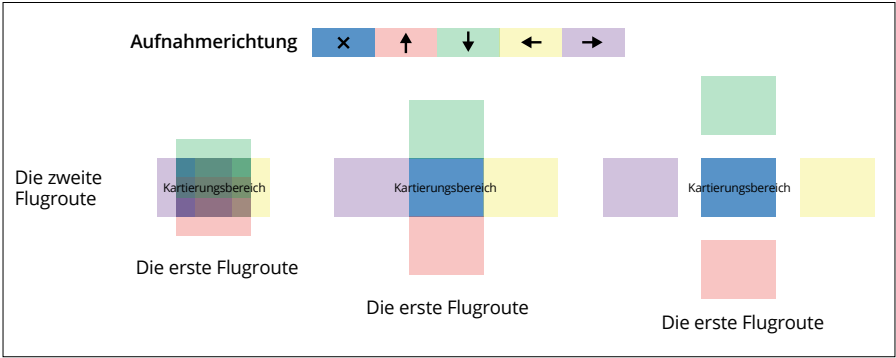 Aufnahmerichtung
Die zweite
Flugroute
Kartierungsbereich
Kartierungsbereich
Kartierungsbereich
Die erste Flugroute
Die erste Flugroute
Die erste Flugroute